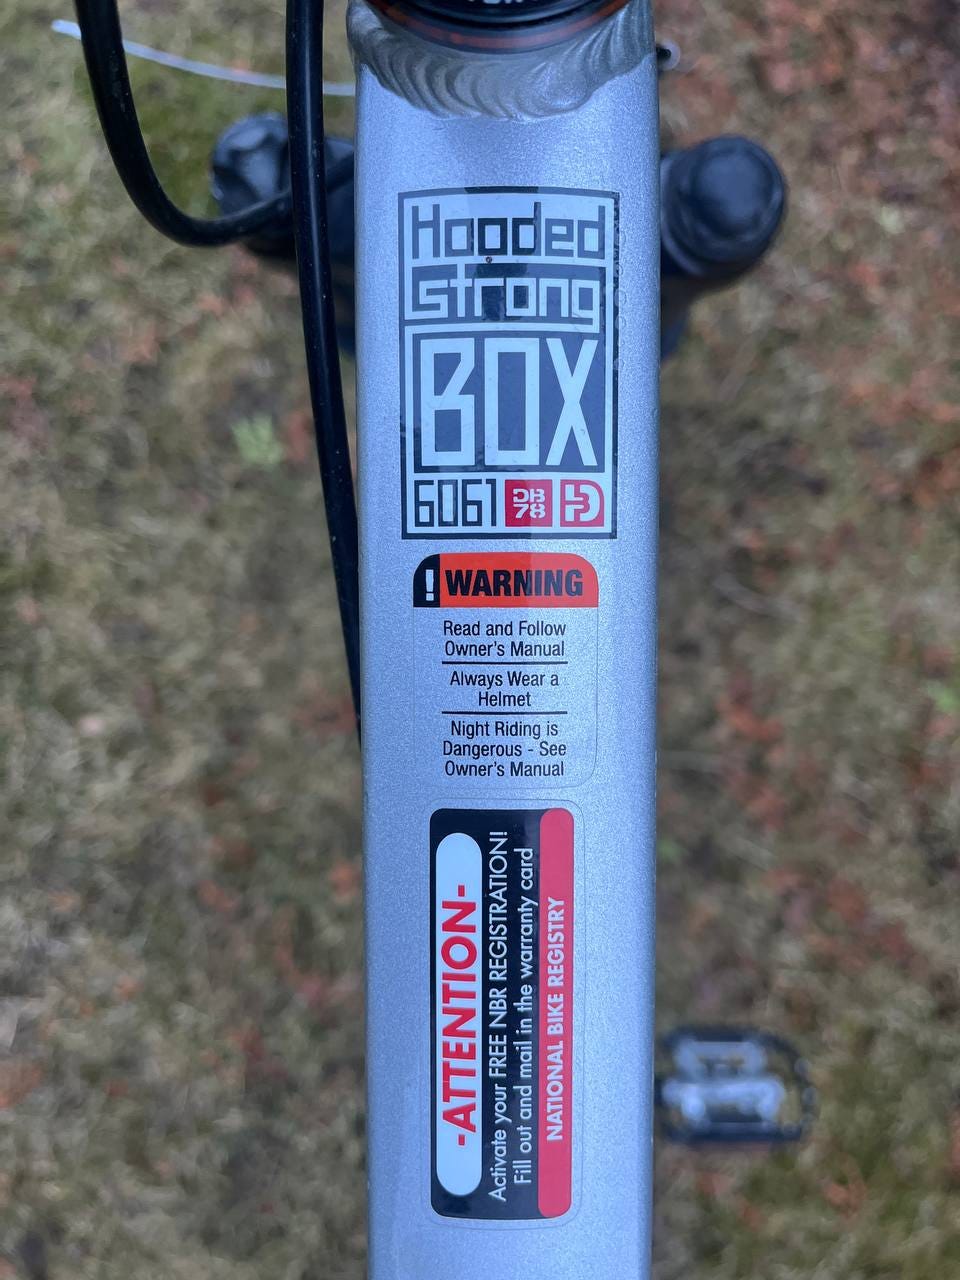 Hooded
Strong
BOX
6061 DB 78
! WARNING
Read and Follow
Owner's Manual
Always Wear a
Helmet
Night Riding is
Dangerous - See
Owner's Manual
-ATTENTION-
Activate your FREE NBR REGISTRATION!
Fill out and mail in the warranty card
NATIONAL BIKE REGISTRY